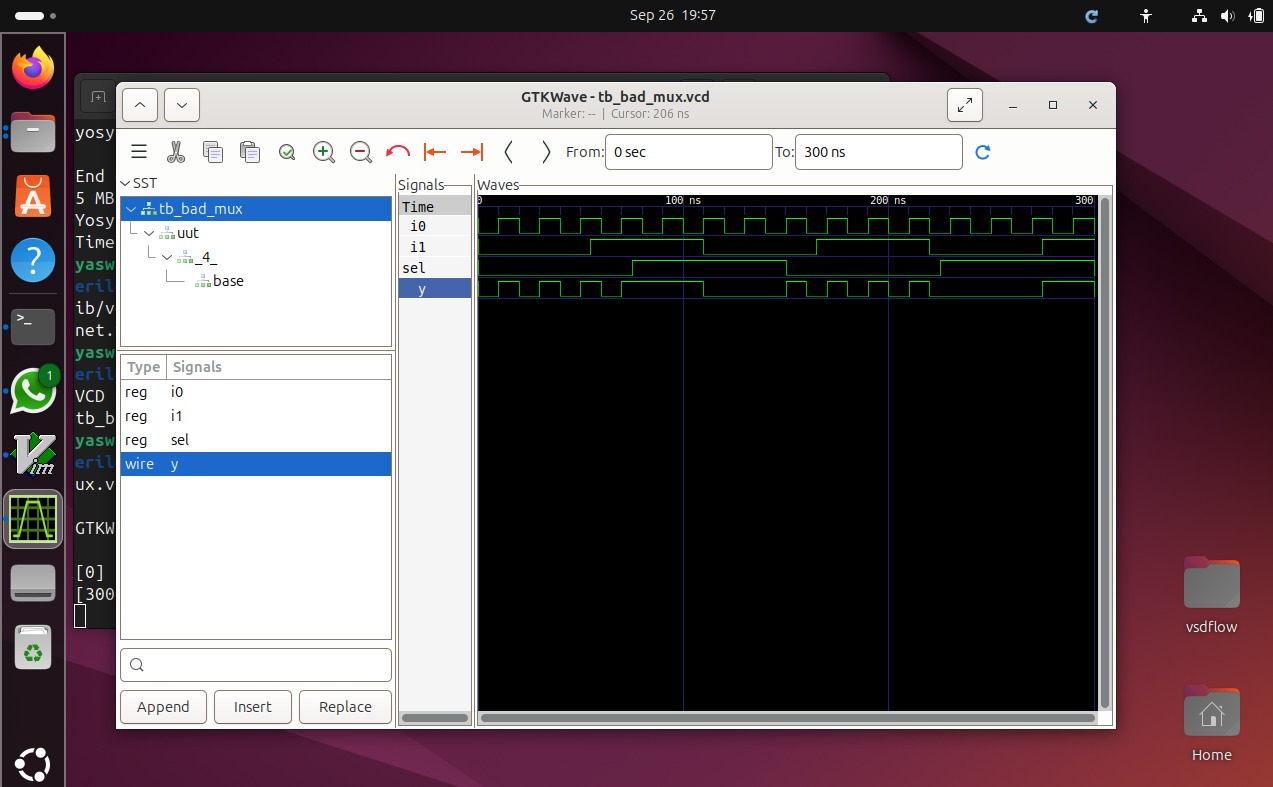 Sep 26 19:57
GTKWave - tb_bad_mux.vcd
Marker: -- | Cursor: 206 ns
From: 0 sec
To: 300 ns
SST
tb_bad_mux
uut
_4_
base
Type Signals
reg i0
reg i1
reg sel
wire y
Append Insert Replace
Signals
Time
i0
i1
sel
y
Waves
0 100 ns 200 ns 300
yosy
End
5 MB
Yosy
Time
yasw
eril
ib/v
net.
yasw
eril
VCD
tb_b
yasw
eril
ux.v
GTKW
[0]
[300
>_
1
?
Vim
vsdflow
Home